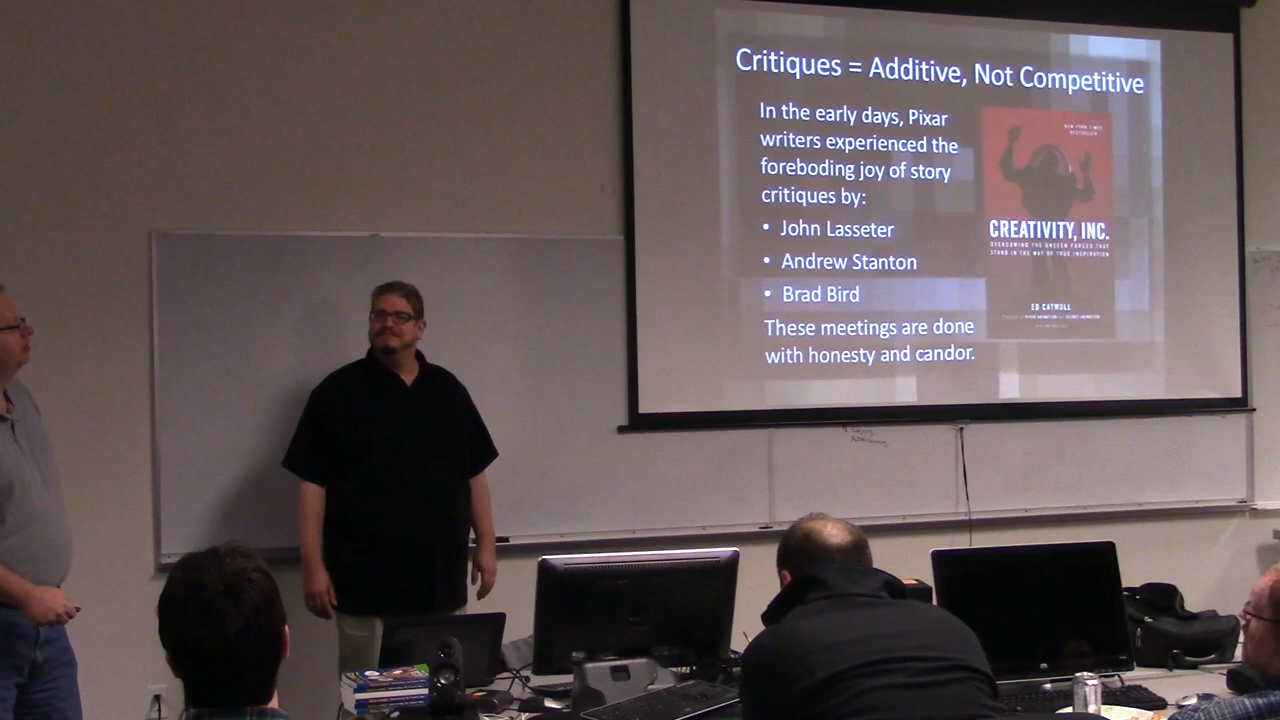 Critiques = Additive, Not Competitive
In the early days, Pixar
writers experienced the
foreboding joy of story
critiques by:
• John Lasseter
• Andrew Stanton
• Brad Bird
These meetings are done
with honesty and candor.
NEW YORK TIMES
BESTSELLER
CREATIVITY, INC.
OVERCOMING THE UNSEEN FORCES THAT
STAND IN THE WAY OF TRUE INSPIRATION
ED CATMULL